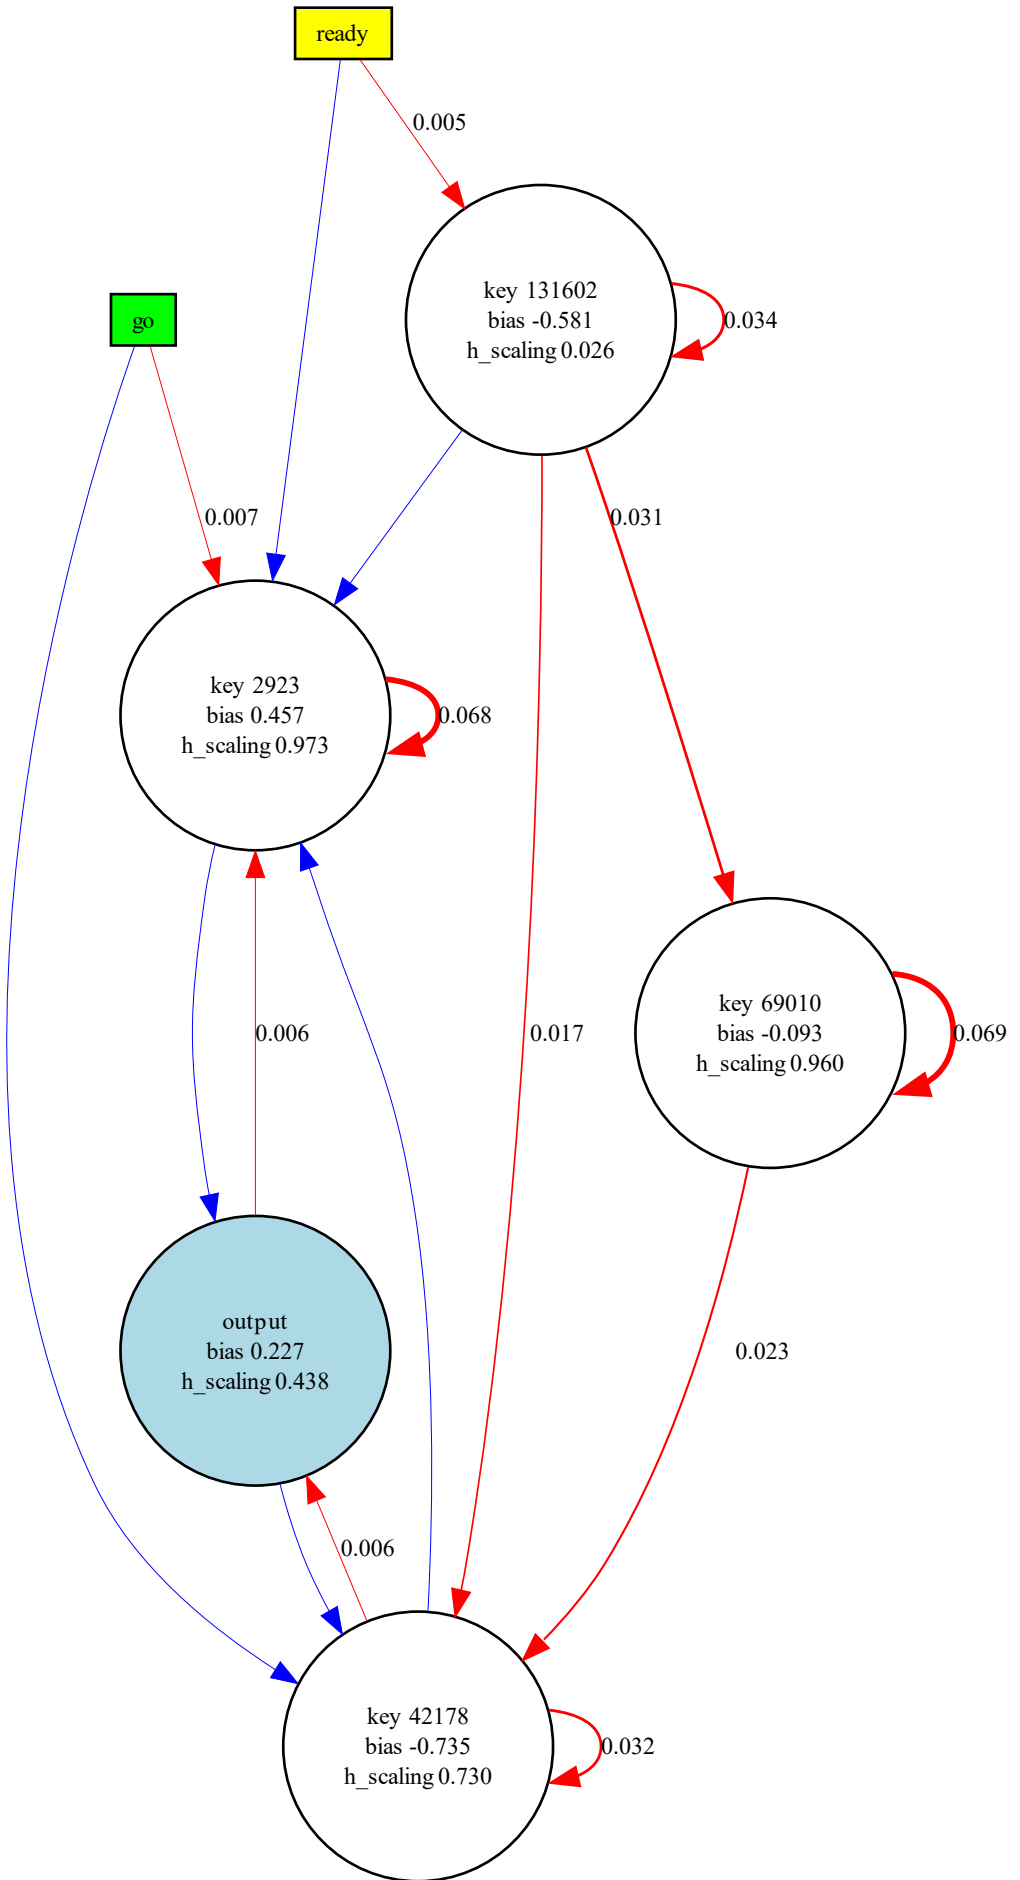 ready
0.005
key 131602
bias -0.581
h_scaling 0.026
0.034
go
0.007
0.031
key 2923
bias 0.457
h_scaling 0.973
0.068
0.006
0.017
key 69010
bias -0.093
h_scaling 0.960
0.069
output
bias 0.227
h_scaling 0.438
0.023
0.006
key 42178
bias -0.735
h_scaling 0.730
0.032